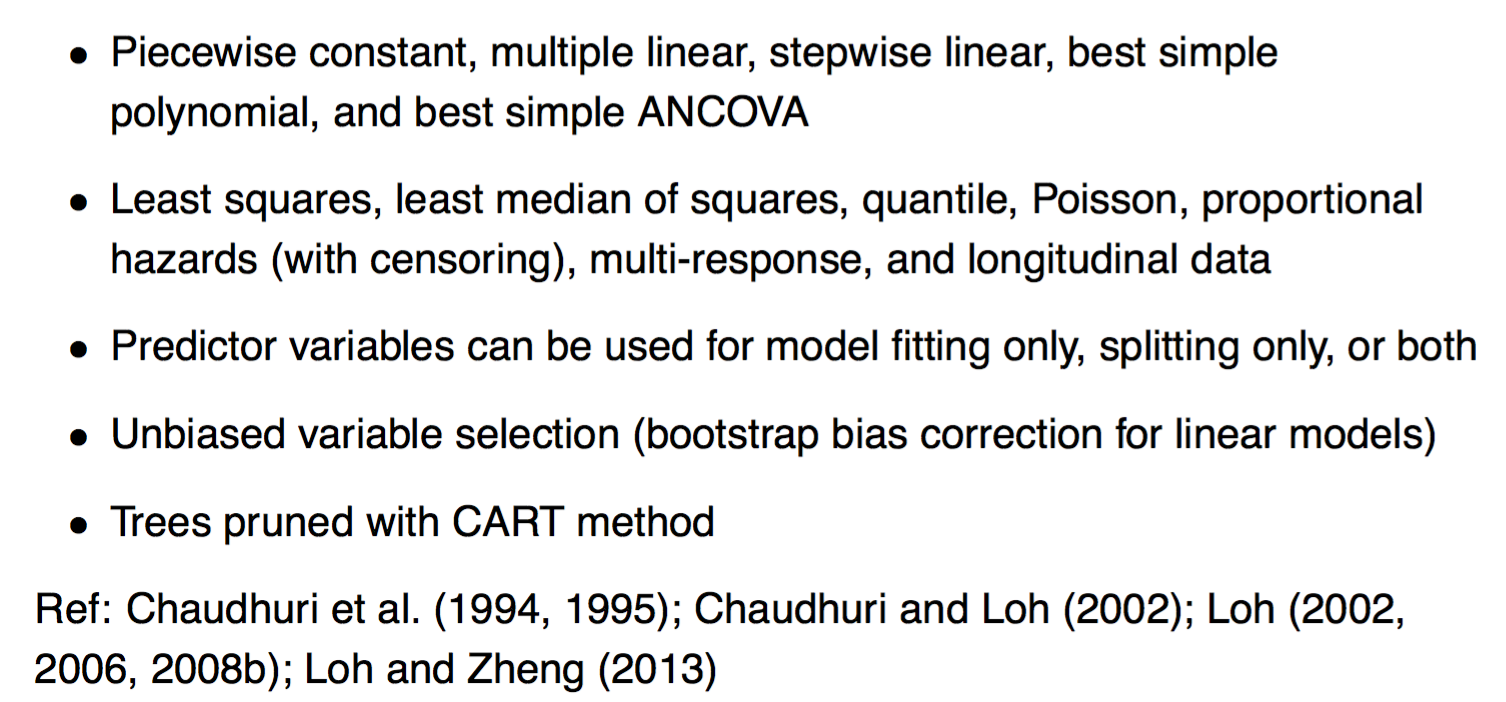 • Piecewise constant, multiple linear, stepwise linear, best simple
polynomial, and best simple ANCOVA
• Least squares, least median of squares, quantile, Poisson, proportional
hazards (with censoring), multi-response, and longitudinal data
• Predictor variables can be used for model fitting only, splitting only, or both
• Unbiased variable selection (bootstrap bias correction for linear models)
• Trees pruned with CART method
Ref: Chaudhuri et al. (1994, 1995); Chaudhuri and Loh (2002); Loh (2002,
2006, 2008b); Loh and Zheng (2013)